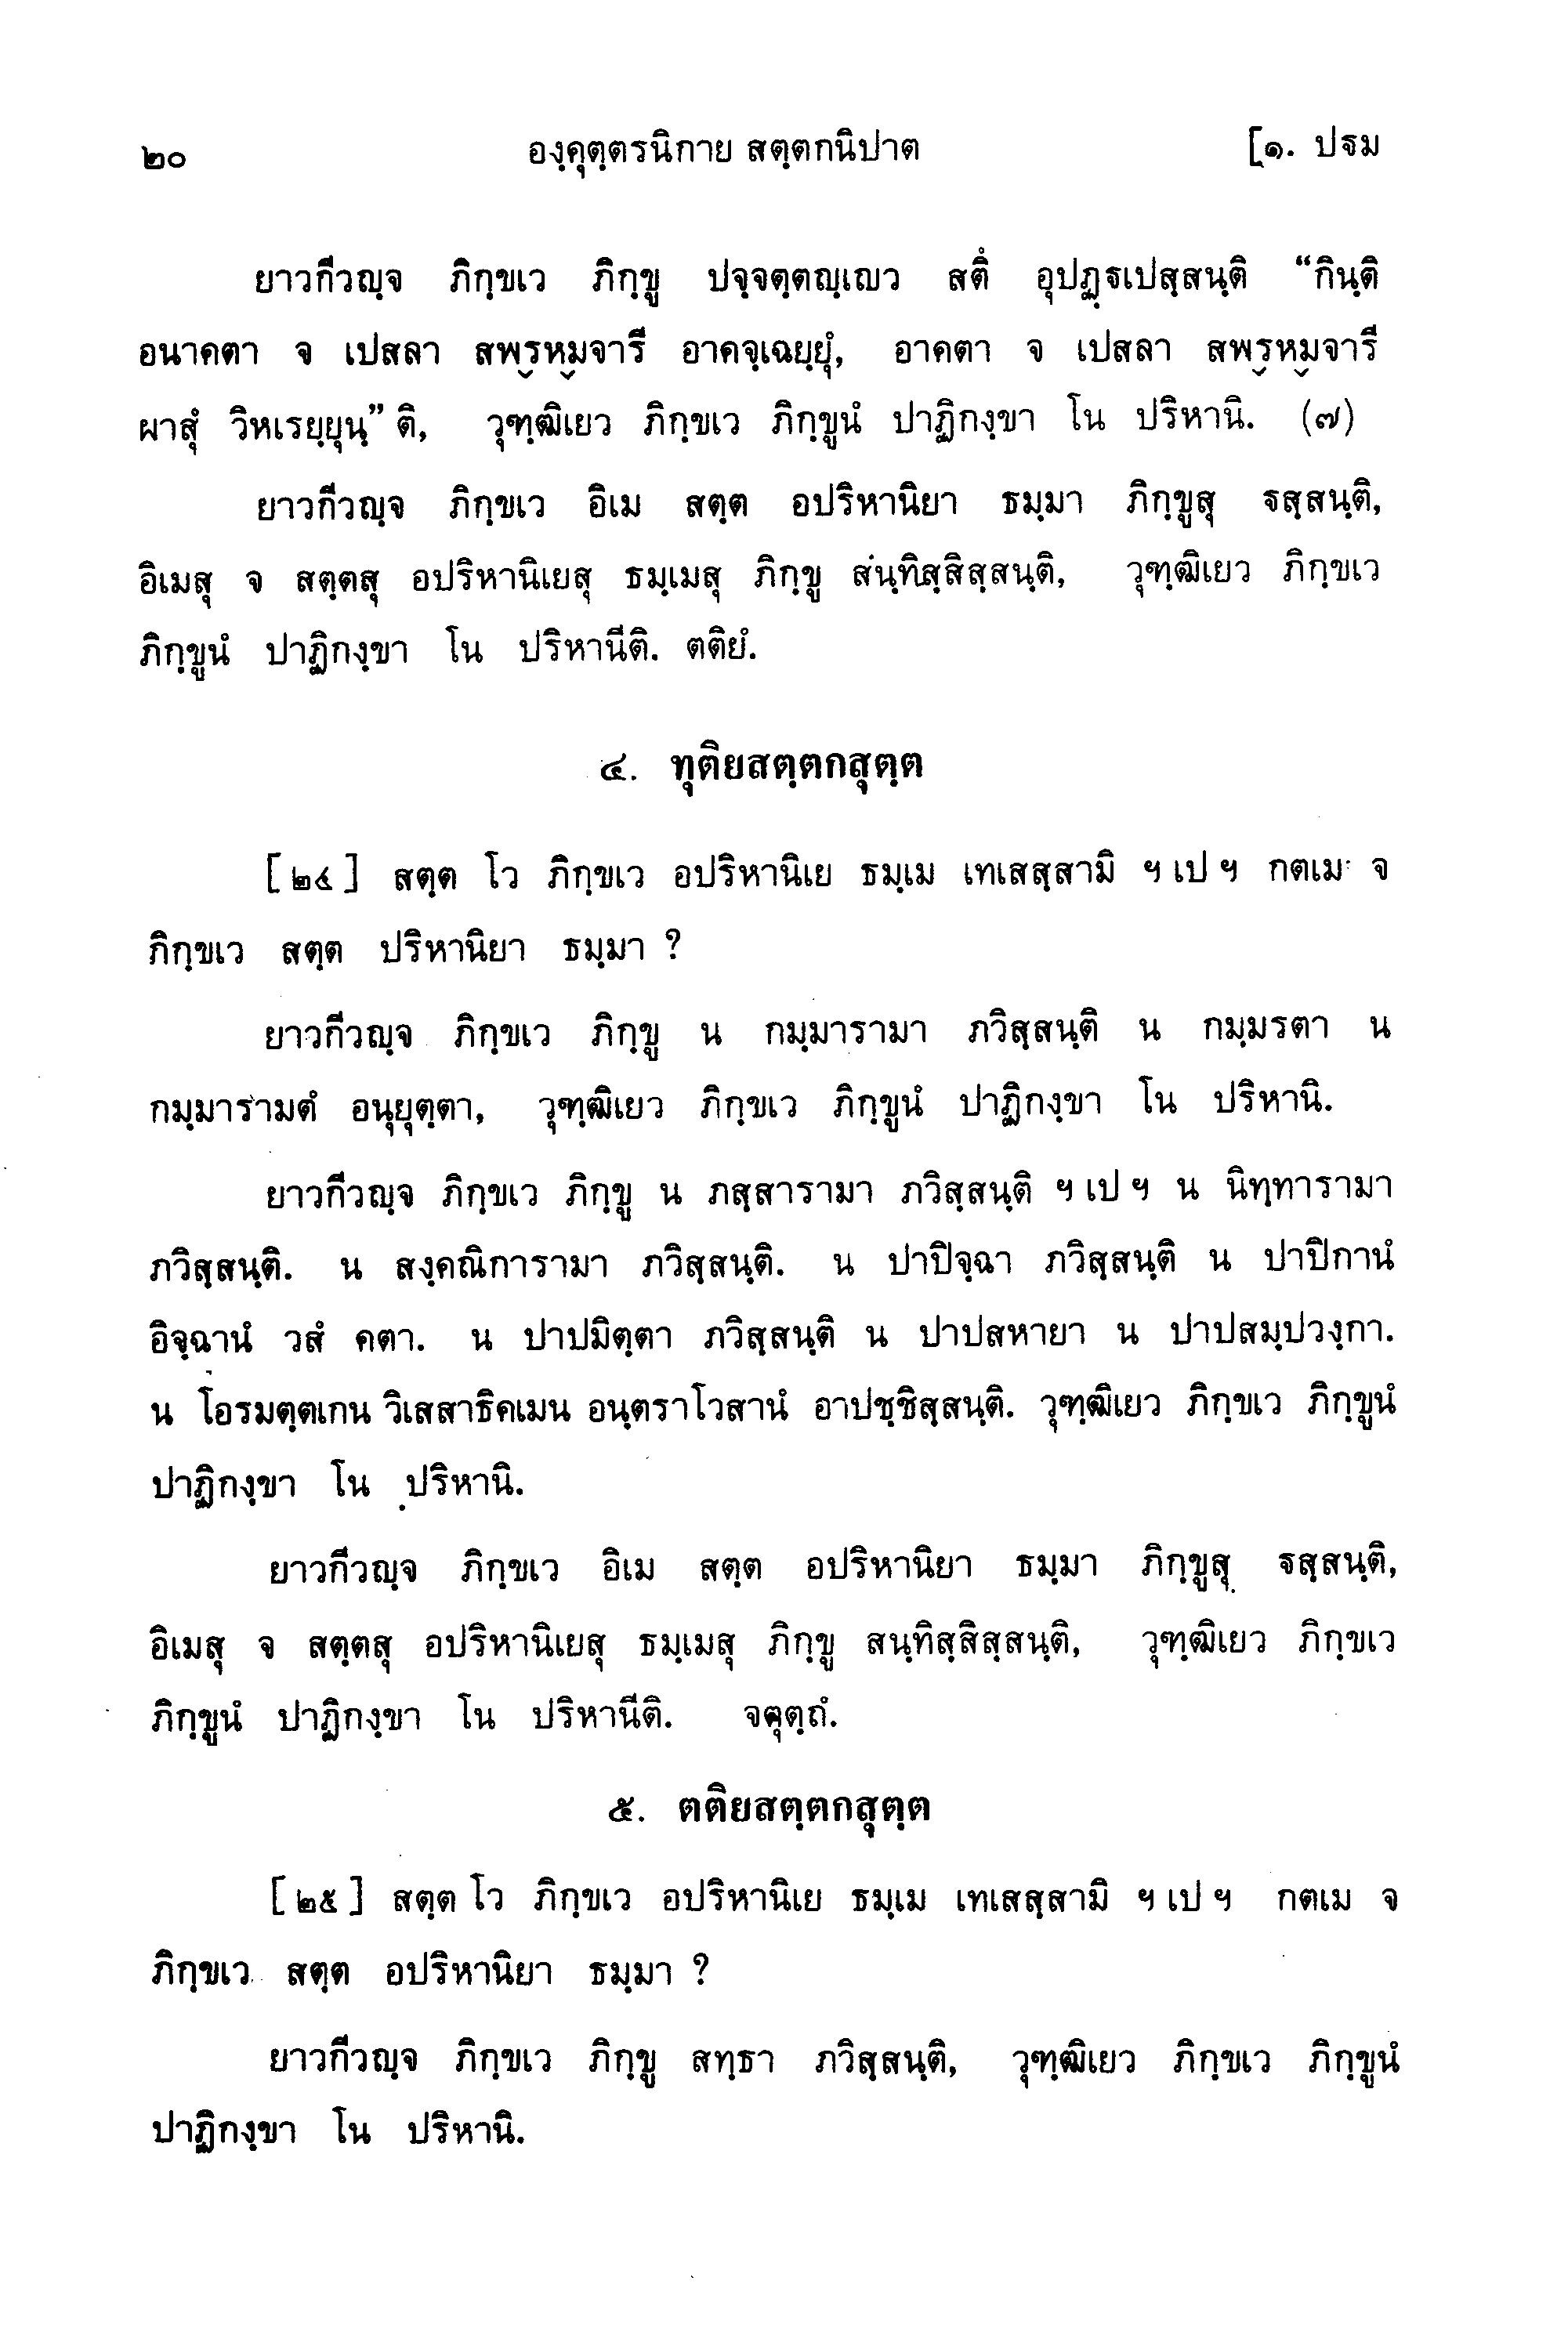 ๒๐ องฺคุตฺตรนิกาย สตฺตกนิปาต [๑. ปฐม
ยาวกีวญฺจ ภิกฺขเว ภิกฺขู ปจฺจตฺตญฺเญว สตึ อุปฏฺฐเปสฺสนฺติ “กินฺติ
อนาคตา จ เปสลา สพฺรหฺมจารี อาคจฺเฉยฺยุํ, อาคตา จ เปสลา สพฺรหฺมจารี
ผาสุํ วิหเรยฺยุนฺ” ติ, วุฑฺฒิเยว ภิกฺขเว ภิกฺขูนํ ปาฏิกงฺขา โน ปริหานิ. (๗)
ยาวกีวญฺจ ภิกฺขเว อิเม สตฺต อปริหานิยา ธมฺมา ภิกฺขูสุ ฐสฺสนฺติ,
อิเมสุ จ สตฺตสุ อปริหานิเยสุ ธมฺเมสุ ภิกฺขู สนฺทิสฺสิสฺสนฺติ, วุฑฺฒิเยว ภิกฺขเว
ภิกฺขูนํ ปาฏิกงฺขา โน ปริหานีติ. ตติยํ.
๔. ทุติยสตฺตกสุตฺต
[๒๔] สตฺต โว ภิกฺขเว อปริหานิเย ธมฺเม เทเสสฺสามิ ฯ เป ฯ กตเม จ
ภิกฺขเว สตฺต ปริหานิยา ธมฺมา ?
ยาวกีวญฺจ ภิกฺขเว ภิกฺขู น กมฺมารามา ภวิสฺสนฺติ น กมฺมรตา น
กมฺมารามตํ อนุยุตฺตา, วุฑฺฒิเยว ภิกฺขเว ภิกฺขูนํ ปาฏิกงฺขา โน ปริหานิ.
ยาวกีวญฺจ ภิกฺขเว ภิกฺขู น ภสฺสารามา ภวิสฺสนฺติ ฯ เป ฯ น นิทฺทารามา
ภวิสฺสนฺติ. น สงฺคณิการามา ภวิสฺสนฺติ. น ปาปิจฺฉา ภวิสฺสนฺติ น ปาปิกานํ
อิจฺฉานํ วสํ คตา. น ปาปมิตฺตา ภวิสฺสนฺติ น ปาปสหายา น ปาปสมฺปวงฺกา.
น โอรมตฺตเกน วิเสสาธิคเมน อนฺตราโวสานํ อาปชฺชิสฺสนฺติ. วุฑฺฒิเยว ภิกฺขเว ภิกฺขูนํ
ปาฏิกงฺขา โน ปริหานิ.
ยาวกีวญฺจ ภิกฺขเว อิเม สตฺต อปริหานิยา ธมฺมา ภิกฺขูสุ ฐสฺสนฺติ,
อิเมสุ จ สตฺตสุ อปริหานิเยสุ ธมฺเมสุ ภิกฺขู สนฺทิสฺสิสฺสนฺติ, วุฑฺฒิเยว ภิกฺขเว
ภิกฺขูนํ ปาฏิกงฺขา โน ปริหานีติ. จตุตฺถํ.
๕. ตติยสตฺตกสุตฺต
[๒๕] สตฺต โว ภิกฺขเว อปริหานิเย ธมฺเม เทเสสฺสามิ ฯ เป ฯ กตเม จ
ภิกฺขเว สตฺต อปริหานิยา ธมฺมา ?
ยาวกีวญฺจ ภิกฺขเว ภิกฺขู สทฺธา ภวิสฺสนฺติ, วุฑฺฒิเยว ภิกฺขเว ภิกฺขูนํ
ปาฏิกงฺขา โน ปริหานิ.